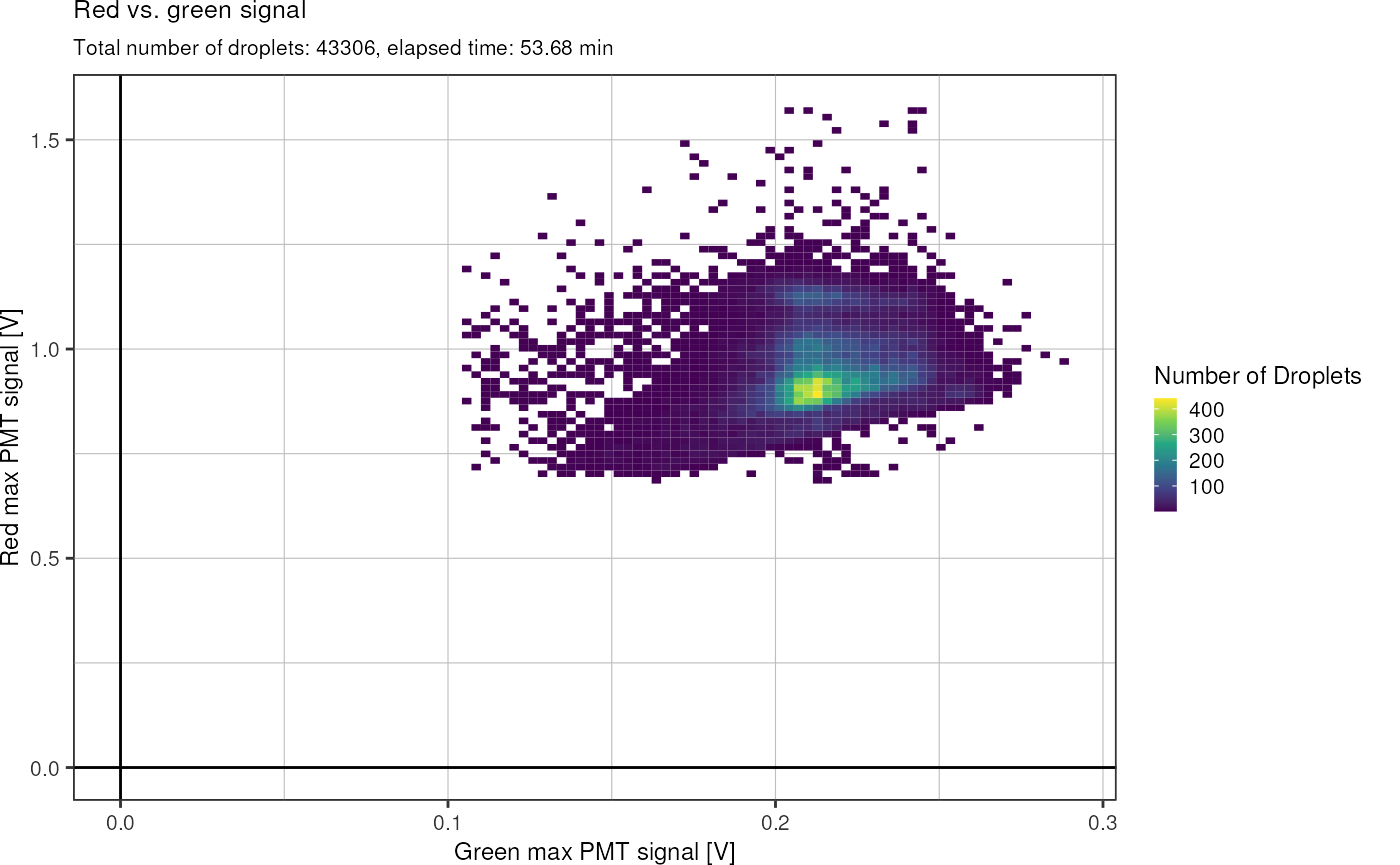 Red vs. green signal
Total number of droplets: 43306, elapsed time: 53.68 min
Red max PMT signal [V]
1.5
1.0
0.5
0.0
0.0
0.1
0.2
0.3
Green max PMT signal [V]
Number of Droplets
400
300
200
100